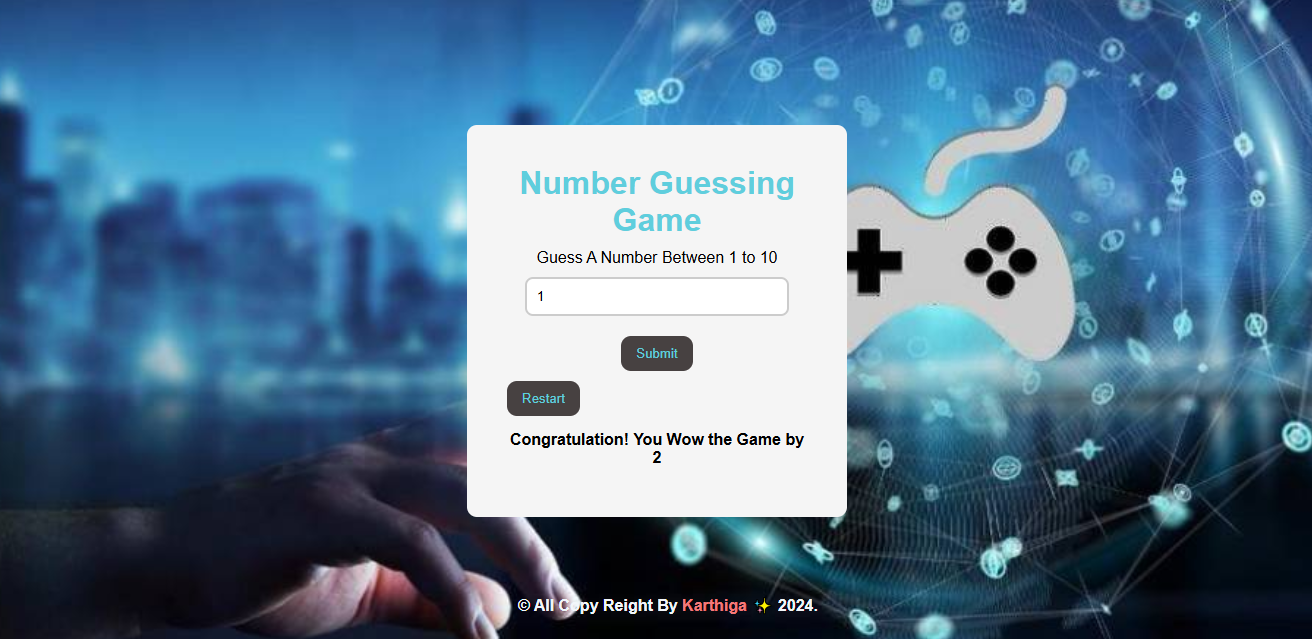 Number Guessing
Game
Guess A Number Between 1 to 10
1
Submit
Restart
Congratulation! You Wow the Game by
2
© All Copy Reight By Karthiga ✨ 2024.